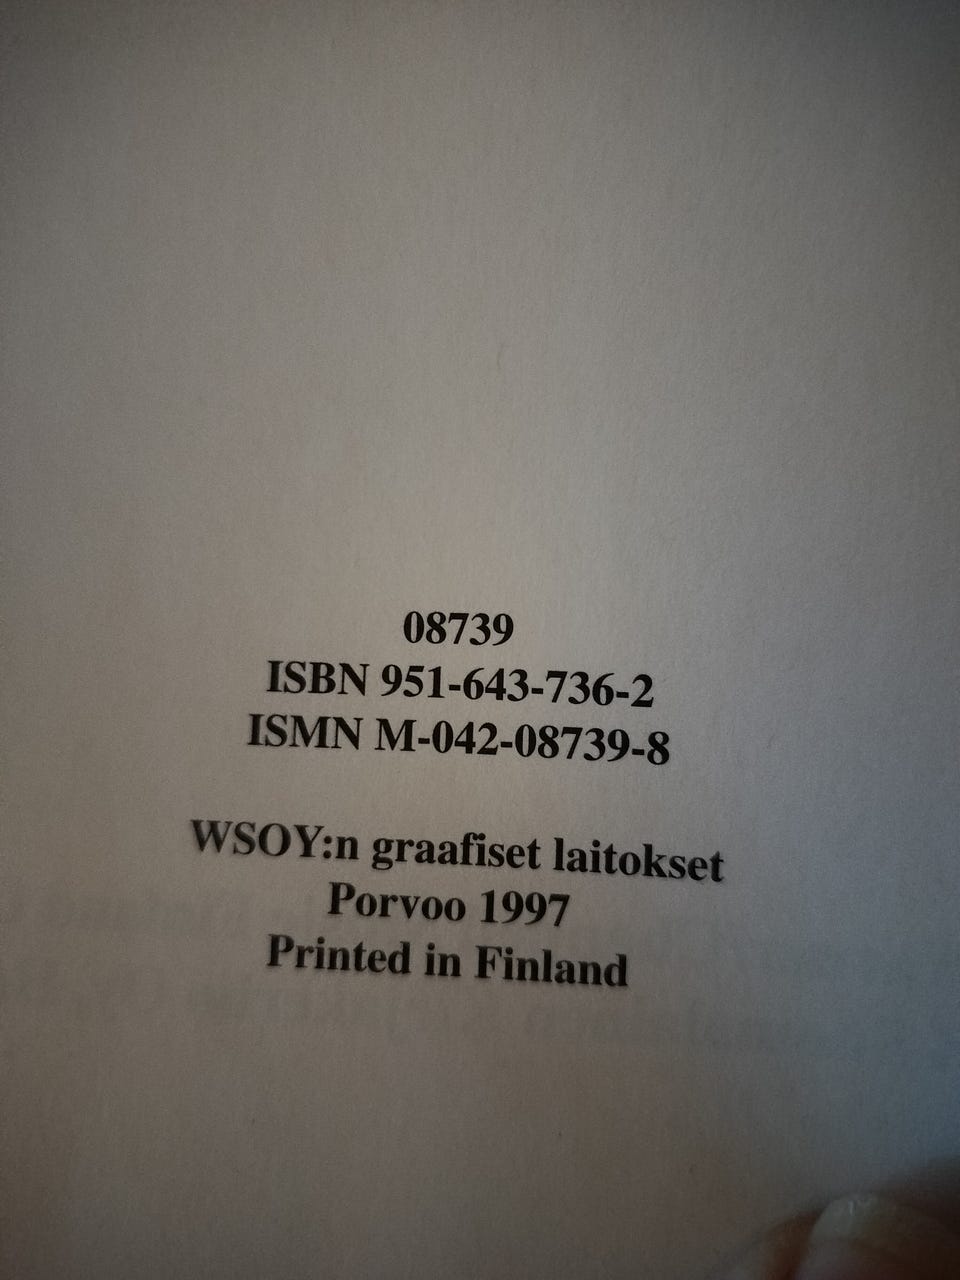 08739
ISBN 951-643-736-2
ISMN M-042-08739-8
WSOY:n graafiset laitokset
Porvoo 1997
Printed in Finland